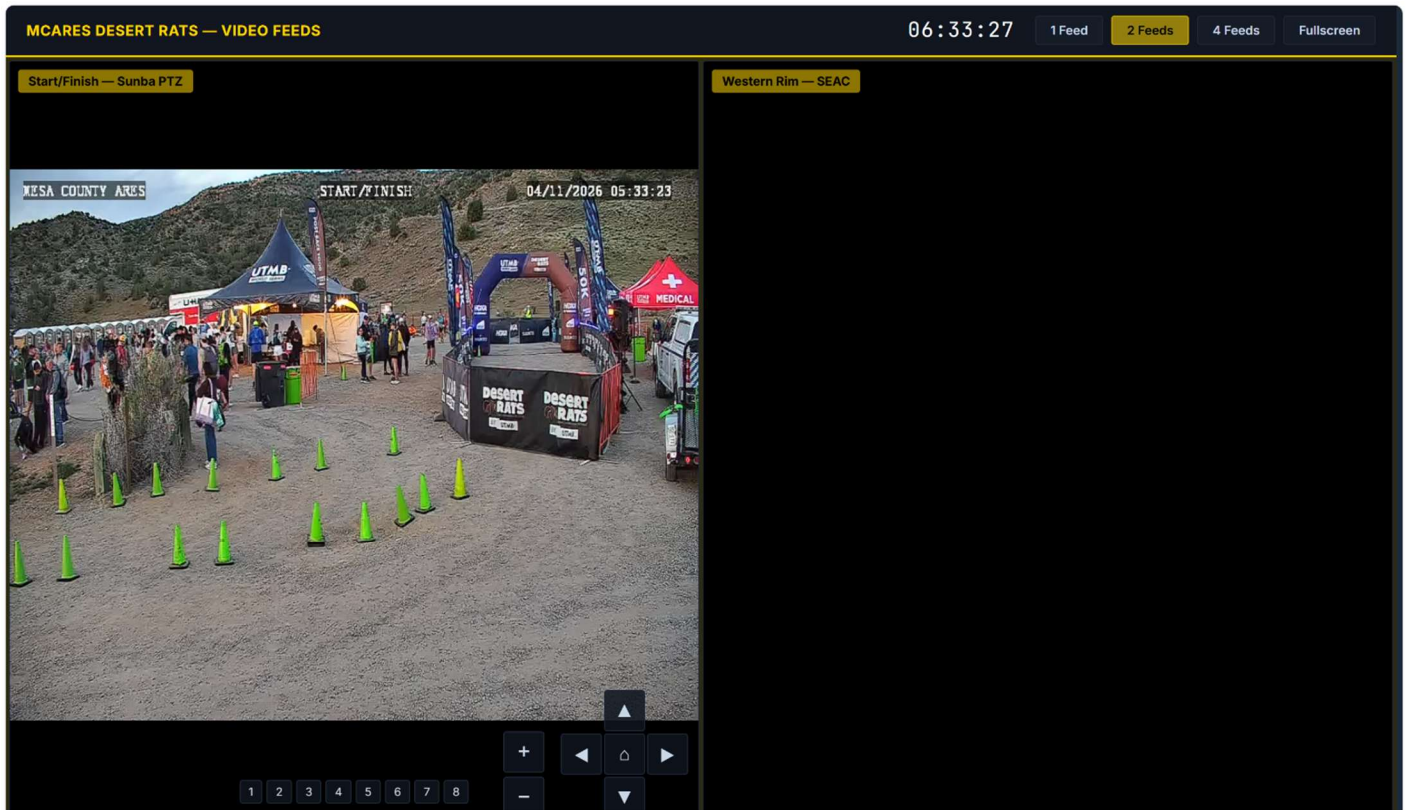 MCARES DESERT RATS — VIDEO FEEDS
06:33:27
1 Feed
2 Feeds
4 Feeds
Fullscreen
Start/Finish — Sunba PTZ
Western Rim — SEAC
MESA COUNTY ARES
START/FINISH
04/11/2026 05:33:23
UTMB
UTMB
DESERT RATS
50K
MEDICAL
DESERT RATS
UTMB
DESERT RATS
UTMB
+
−
1 2 3 4 5 6 7 8